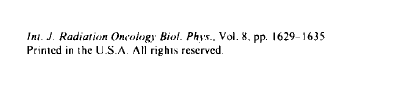 Int. J. Radiation Oncology Biol. Phys., Vol. 8, pp. 1629–1635
Printed in the U.S.A. All rights reserved.